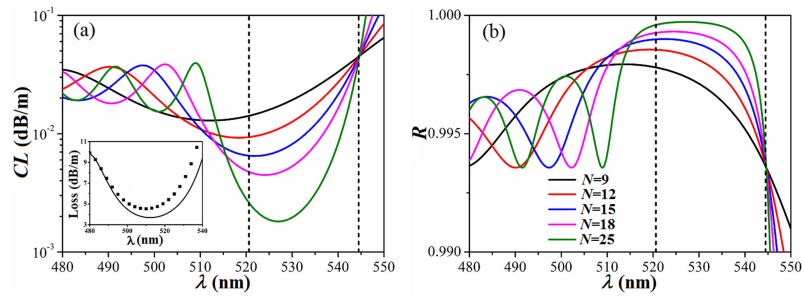 (a)
CL (dB/m)
10⁻¹
10⁻²
10⁻³
480 490 500 510 520 530 540 550
λ (nm)
Loss (dB/m)
11
9
7
5
3
480 500 520 540
λ (nm)
(b)
R
1.000
0.995
0.990
N=9
N=12
N=15
N=18
N=25
480 490 500 510 520 530 540 550
λ (nm)